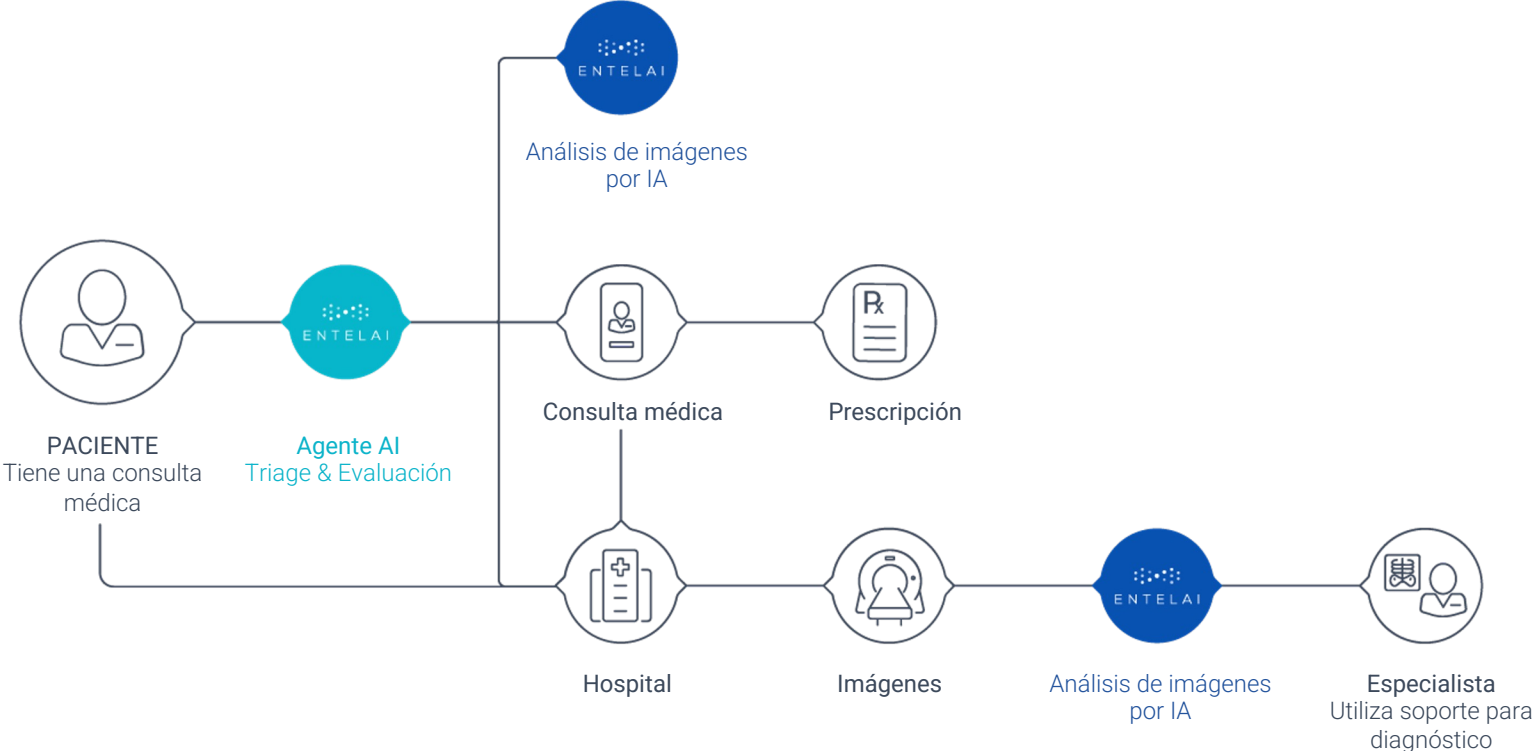 ENTELAI
Análisis de imágenes
por IA
ENTELAI
Rx
PACIENTE
Tiene una consulta
médica
Agente AI
Triage & Evaluación
Consulta médica
Prescripción
ENTELAI
Hospital
Imágenes
Análisis de imágenes
por IA
Especialista
Utiliza soporte para
diagnóstico